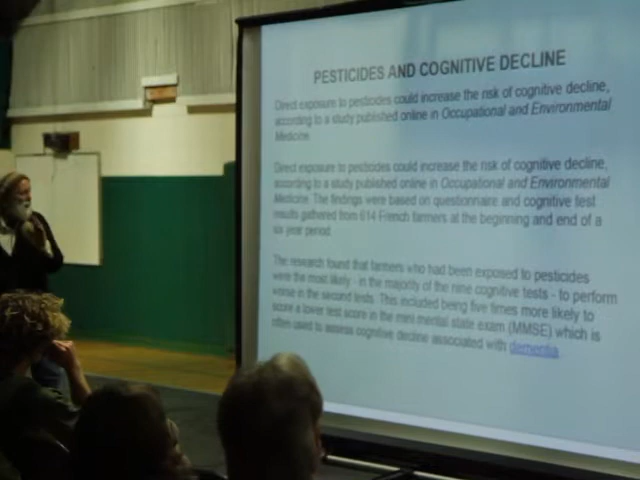 PESTICIDES AND COGNITIVE DECLINE
Direct exposure to pesticides could increase the risk of cognitive decline,
according to a study published online in Occupational and Environmental
Medicine.
Direct exposure to pesticides could increase the risk of cognitive decline,
according to a study published online in Occupational and Environmental
Medicine. The findings were based on questionnaire and cognitive test
results gathered from 614 French farmers at the beginning and end of a
six year period.
The research found that farmers who had been exposed to pesticides
were the most likely - in the majority of the nine cognitive tests - to perform
worse in the second tests. This included being five times more likely to
score a lower test score in the mini mental state exam (MMSE) which is
often used to assess cognitive decline associated with dementia.